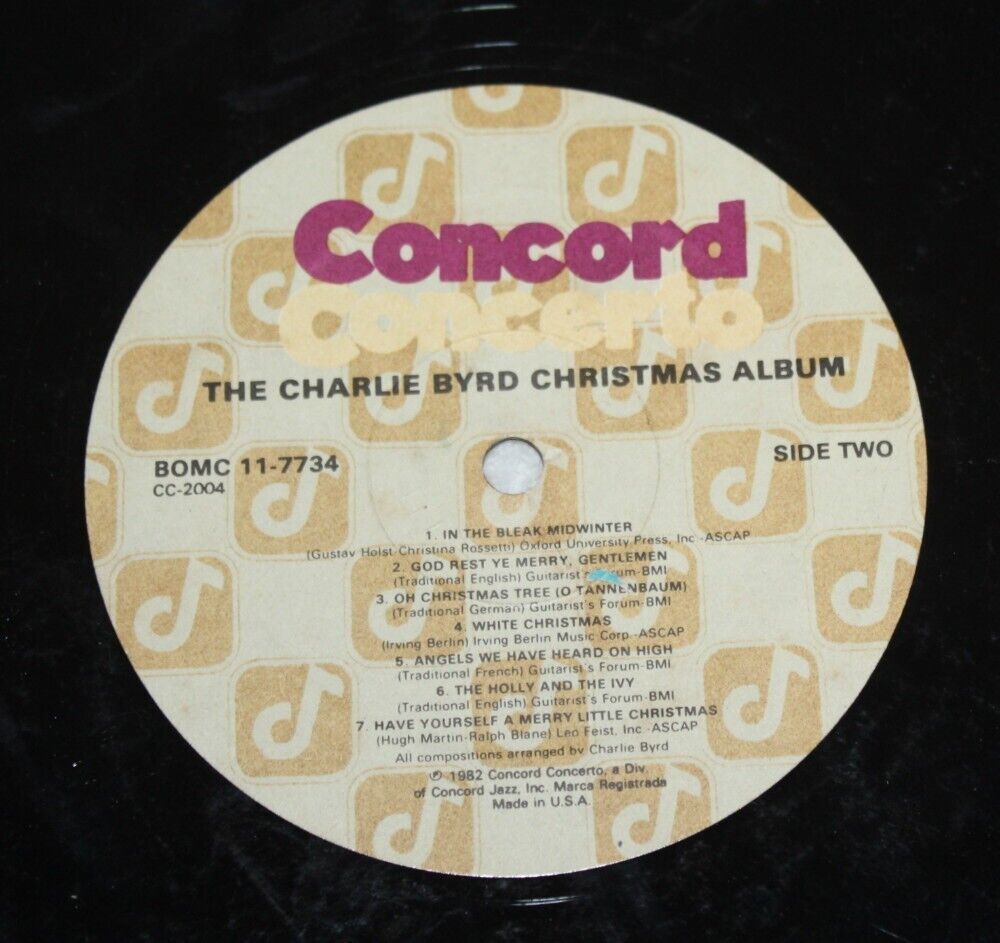 Concord
Concerto
THE CHARLIE BYRD CHRISTMAS ALBUM
BOMC 11-7734
CC-2004
SIDE TWO
1. IN THE BLEAK MIDWINTER
(Gustav Holst-Christina Rossetti) Oxford University Press, Inc.-ASCAP
2. GOD REST YE MERRY, GENTLEMEN
(Traditional English) Guitarist's Forum-BMI
3. OH CHRISTMAS TREE (O TANNENBAUM)
(Traditional German) Guitarist's Forum-BMI
4. WHITE CHRISTMAS
(Irving Berlin) Irving Berlin Music Corp.-ASCAP
5. ANGELS WE HAVE HEARD ON HIGH
(Traditional French) Guitarist's Forum-BMI
6. THE HOLLY AND THE IVY
(Traditional English) Guitarist's Forum-BMI
7. HAVE YOURSELF A MERRY LITTLE CHRISTMAS
(Hugh Martin-Ralph Blane) Leo Feist, Inc.-ASCAP
All compositions arranged by Charlie Byrd
℗ 1982 Concord Concerto, a Div.
of Concord Jazz, Inc. Marca Registrada
Made in U.S.A.